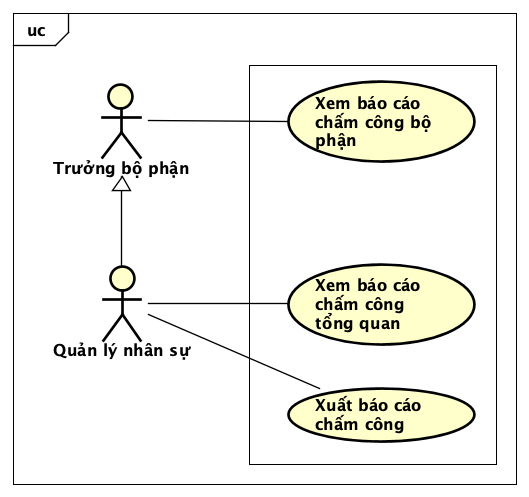 uc
Xem báo cáo
chấm công bộ
phận
Trưởng bộ phận
Xem báo cáo
chấm công
tổng quan
Quản lý nhân sự
Xuất báo cáo
chấm công